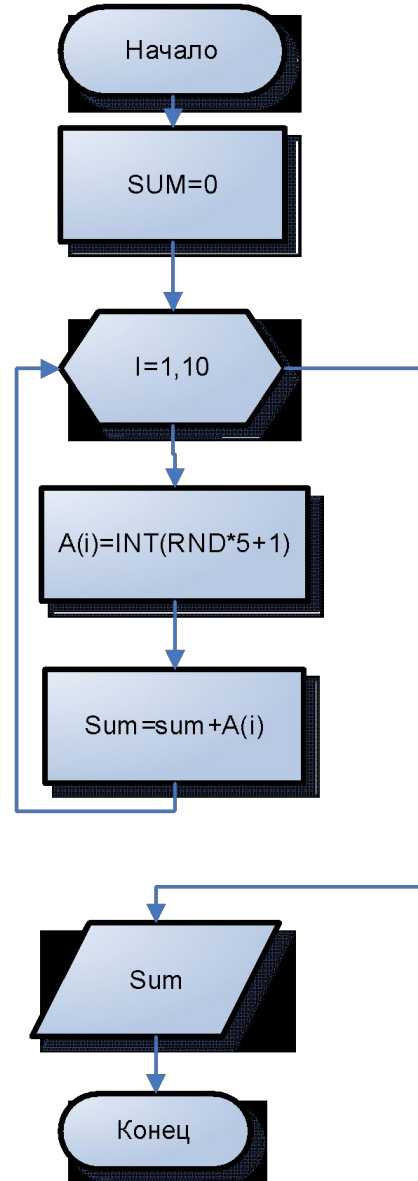 Начало
SUM=0
I=1,10
A(i)=INT(RND*5+1)
Sum=sum+A(i)
Sum
Конец